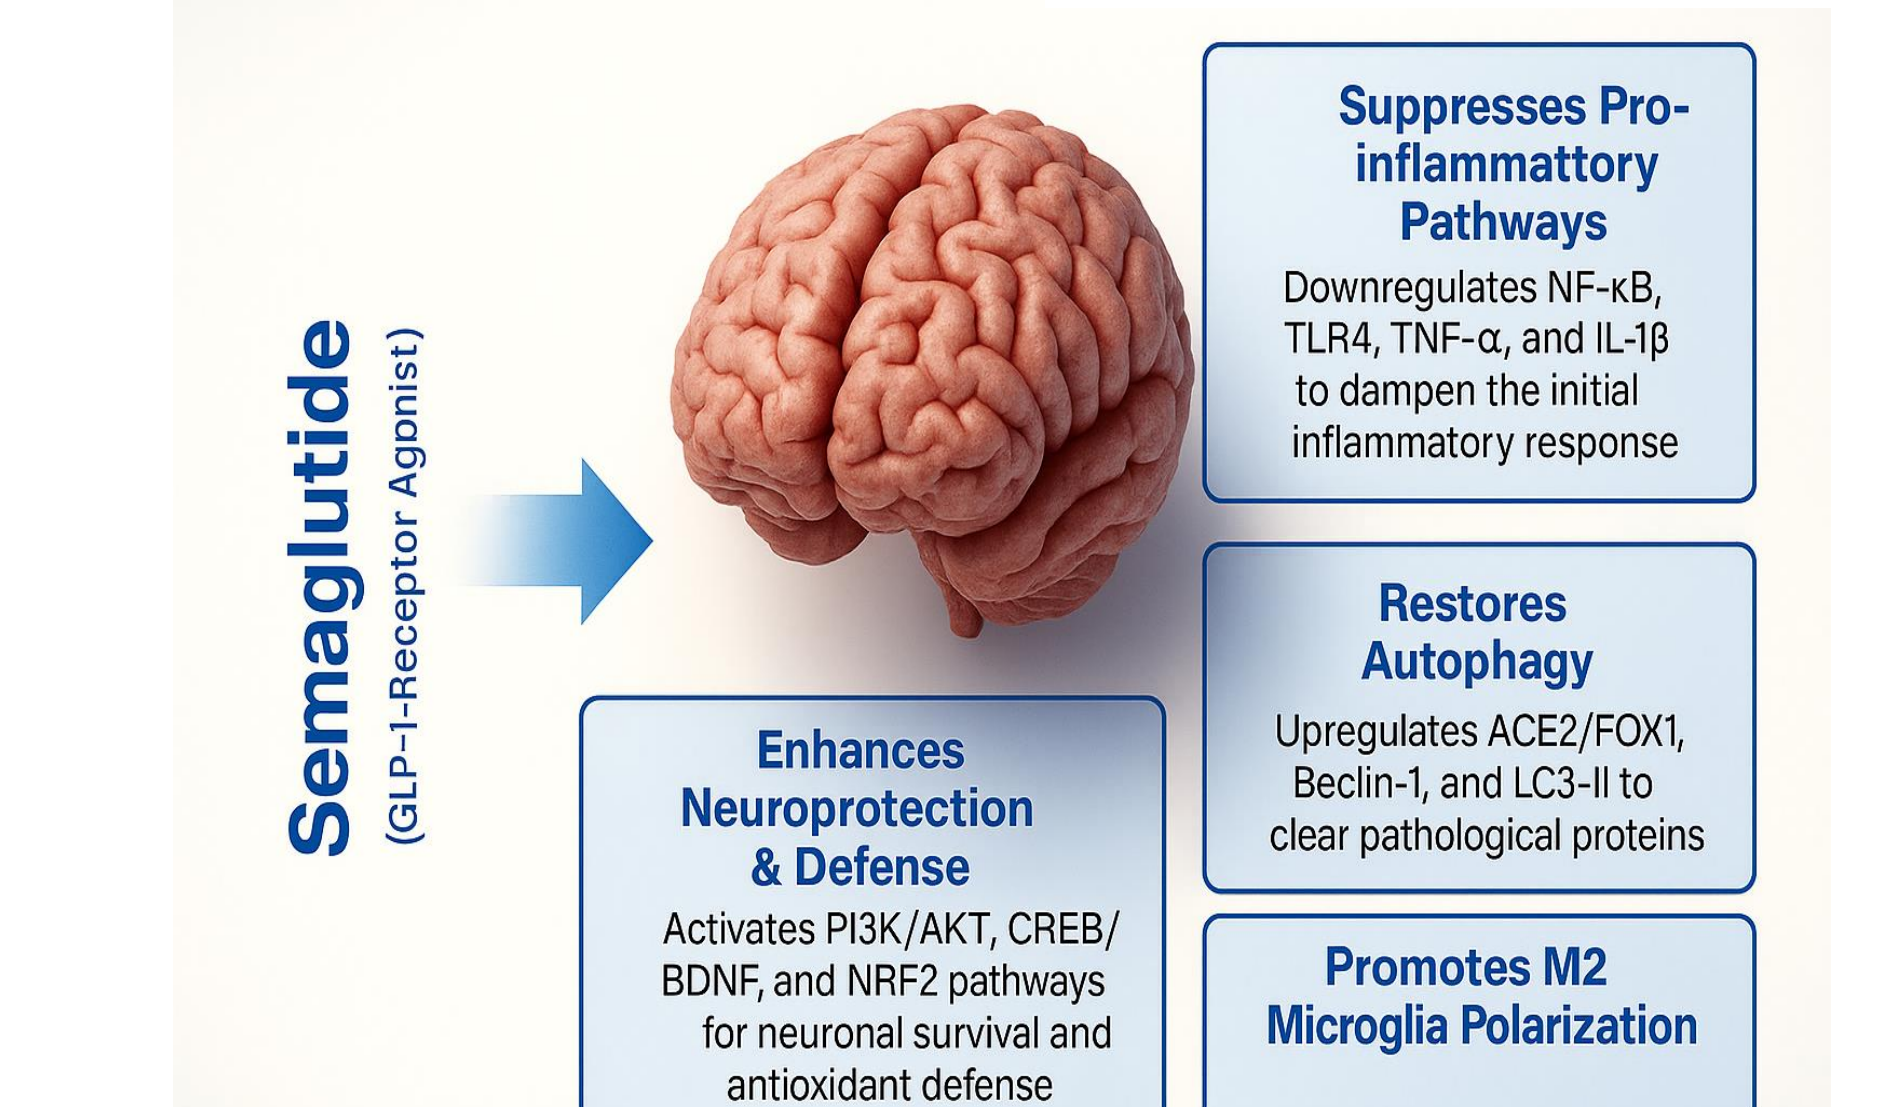 Semaglutide
(GLP-1-Receptor Agpnist)
Suppresses Pro-
inflammattory
Pathways
Downregulates NF-κB,
TLR4, TNF-α, and IL-1β
to dampen the initial
inflammatory response
Restores
Autophagy
Upregulates ACE2/FOX1,
Beclin-1, and LC3-II to
clear pathological proteins
Enhances
Neuroprotection
& Defense
Activates PI3K/AKT, CREB/
BDNF, and NRF2 pathways
for neuronal survival and
antioxidant defense
Promotes M2
Microglia Polarization